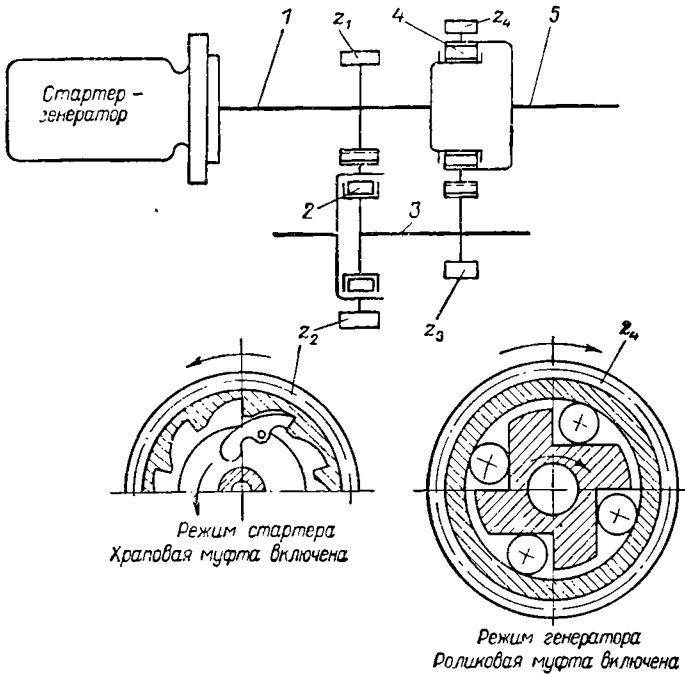 1
z₁
4
z₄
5
Стартер –
генератор
2
3
z₂
z₃
z₄
Режим стартера
Храповая муфта включена
Режим генератора
Роликовая муфта включена